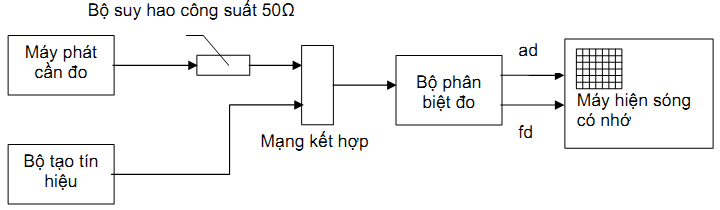 Bộ suy hao công suất 50Ω
Máy phát
cần đo
Bộ tạo tín
hiệu
Mạng kết hợp
Bộ phân
biệt đo
ad
fd
Máy hiện sóng
có nhớ